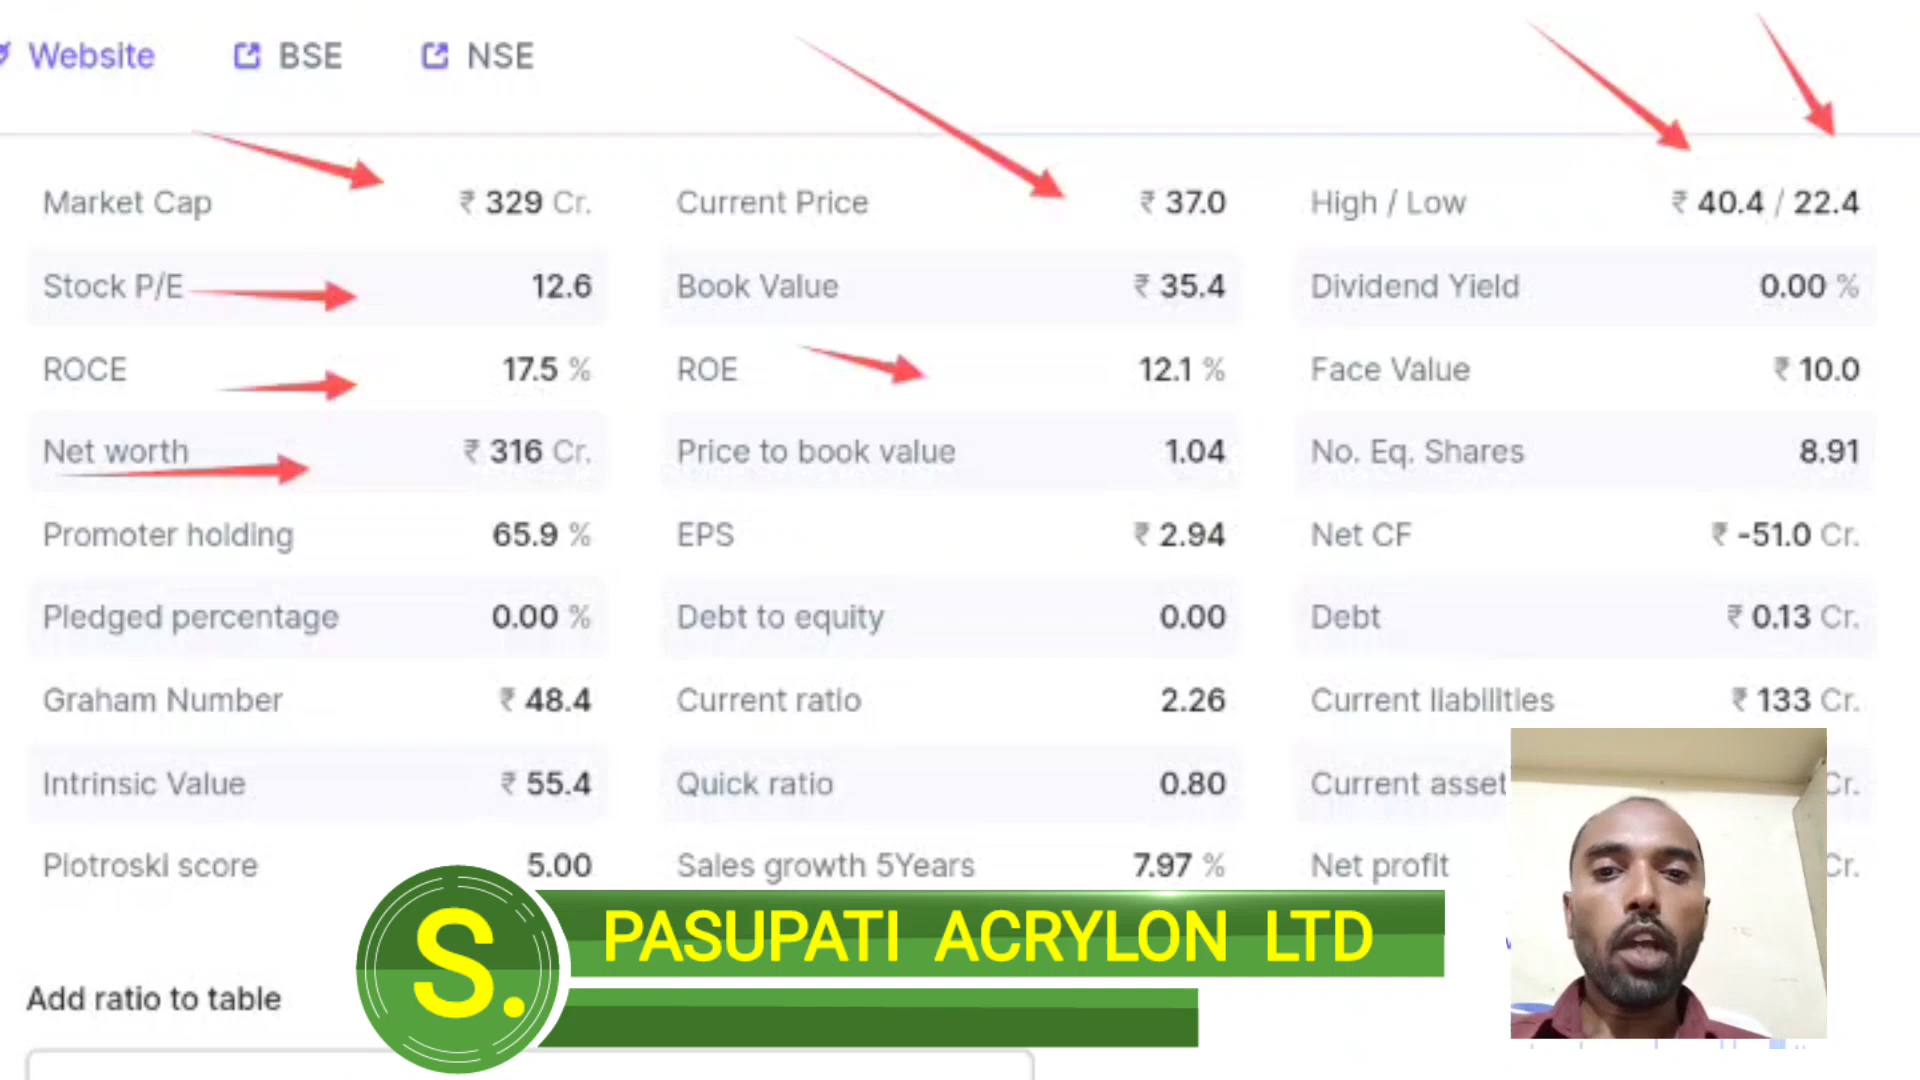 Website BSE NSE
Market Cap ₹ 329 Cr. Current Price ₹ 37.0 High / Low ₹ 40.4 / 22.4
Stock P/E 12.6 Book Value ₹ 35.4 Dividend Yield 0.00 %
ROCE 17.5 % ROE 12.1 % Face Value ₹ 10.0
Net worth ₹ 316 Cr. Price to book value 1.04 No. Eq. Shares 8.91
Promoter holding 65.9 % EPS ₹ 2.94 Net CF ₹ -51.0 Cr.
Pledged percentage 0.00 % Debt to equity 0.00 Debt ₹ 0.13 Cr.
Graham Number ₹ 48.4 Current ratio 2.26 Current liabilities ₹ 133 Cr.
Intrinsic Value ₹ 55.4 Quick ratio 0.80 Current asset Cr.
Piotroski score 5.00 Sales growth 5Years 7.97 % Net profit Cr.
S. PASUPATI ACRYLON LTD
Add ratio to table